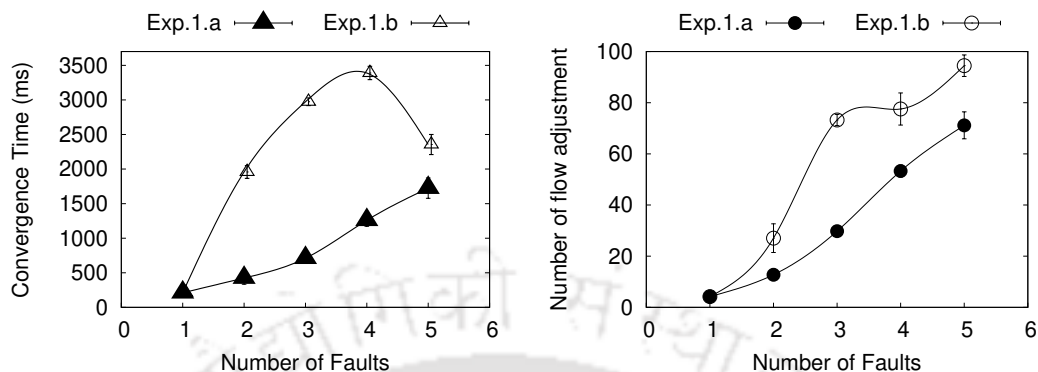 Exp.1.a Exp.1.b
Convergence Time (ms)
3500
3000
2500
2000
1500
1000
500
0
0 1 2 3 4 5 6
Number of Faults
Exp.1.a Exp.1.b
Number of flow adjustment
100
80
60
40
20
0
0 1 2 3 4 5 6
Number of Faults